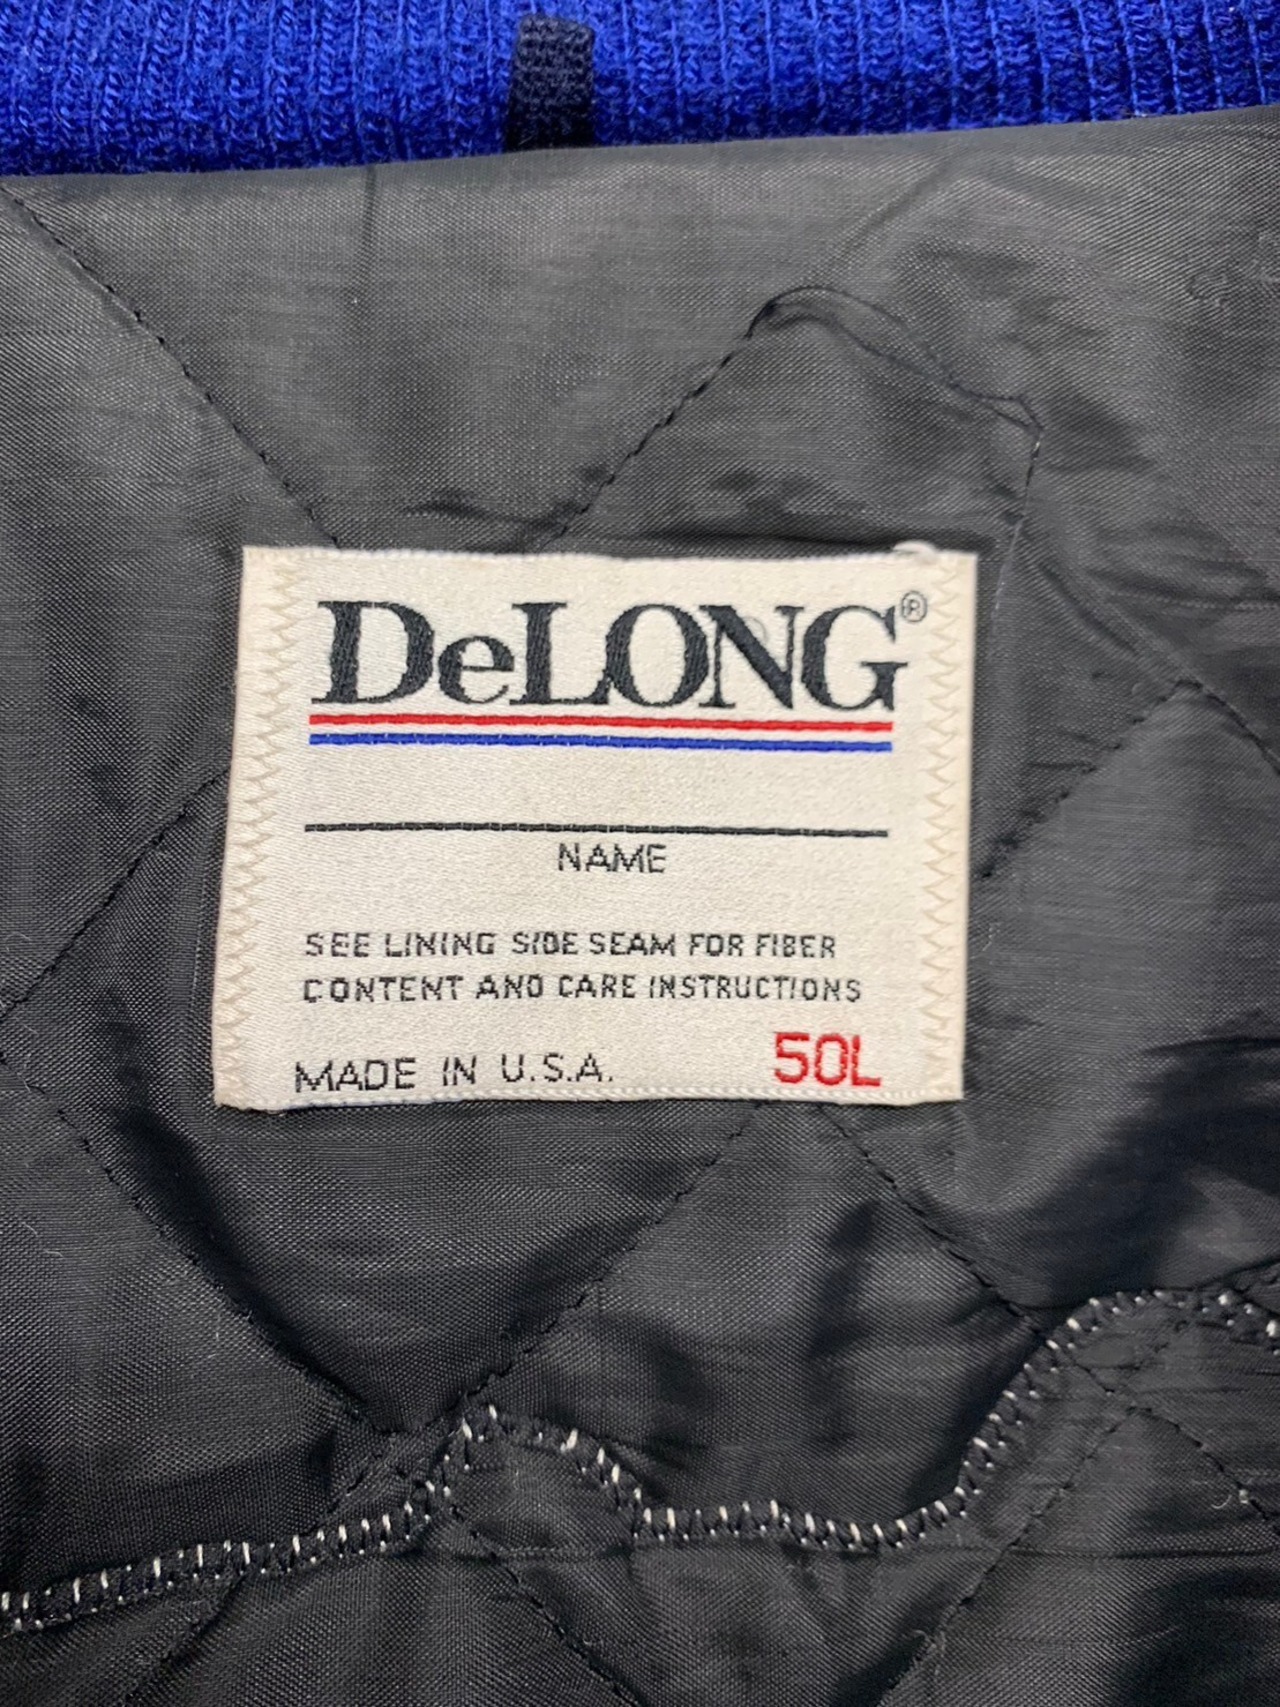 DeLONG®
NAME
SEE LINING SIDE SEAM FOR FIBER
CONTENT AND CARE INSTRUCTIONS
MADE IN U.S.A. 50L